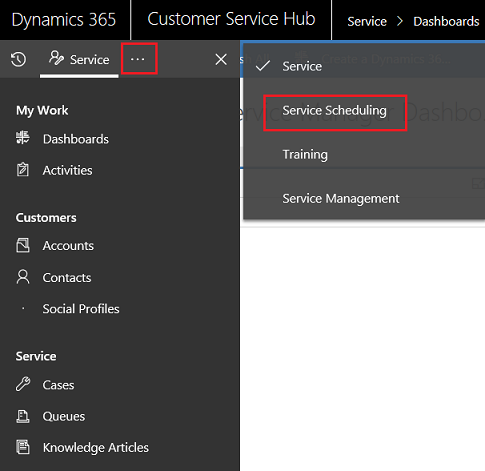 Dynamics 365 Customer Service Hub Service > Dashboards
Service ...
My Work
Dashboards
Activities
Customers
Accounts
Contacts
Social Profiles
Service
Cases
Queues
Knowledge Articles
Service
Service Scheduling
Training
Service Management